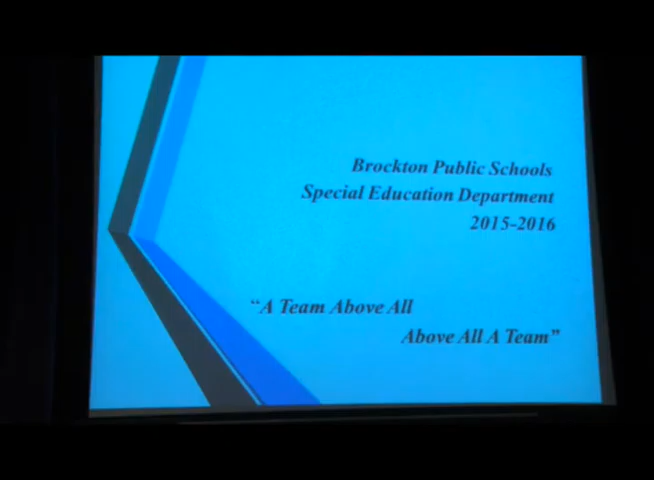 Brockton Public Schools
Special Education Department
2015-2016
“A Team Above All
Above All A Team”